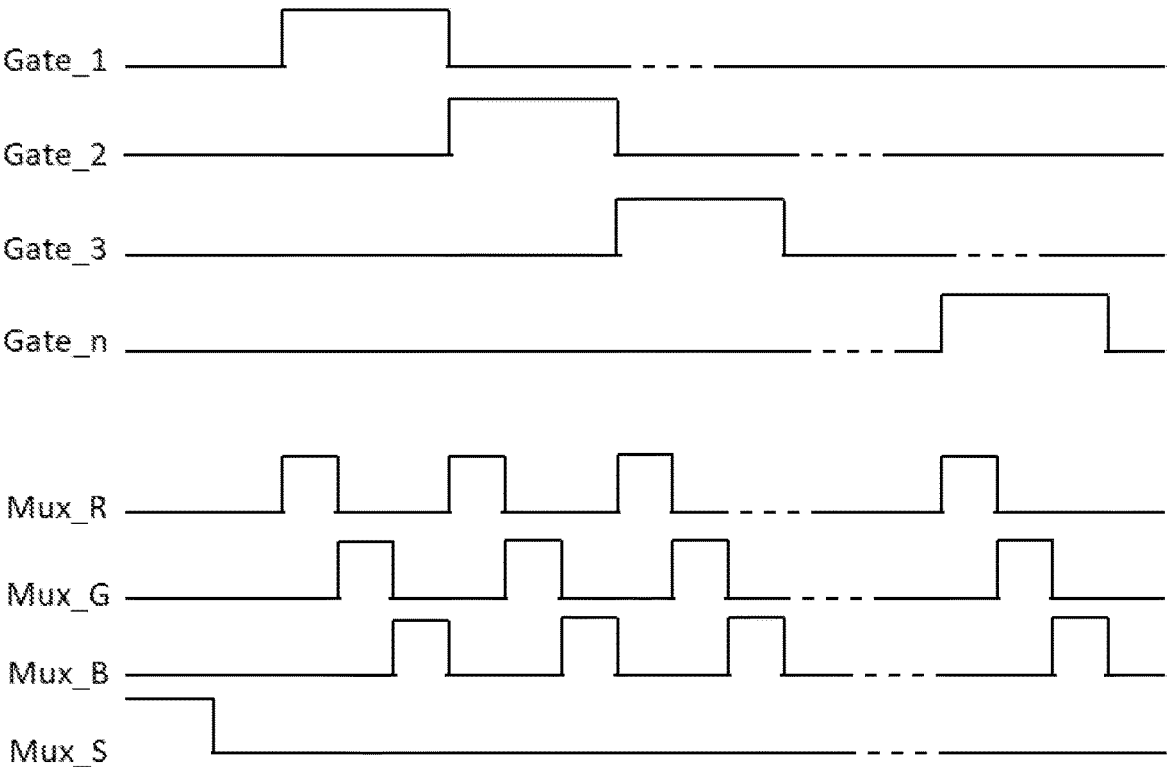 Gate_1
Gate_2
Gate_3
Gate_n
Mux_R
Mux_G
Mux_B
Mux_S